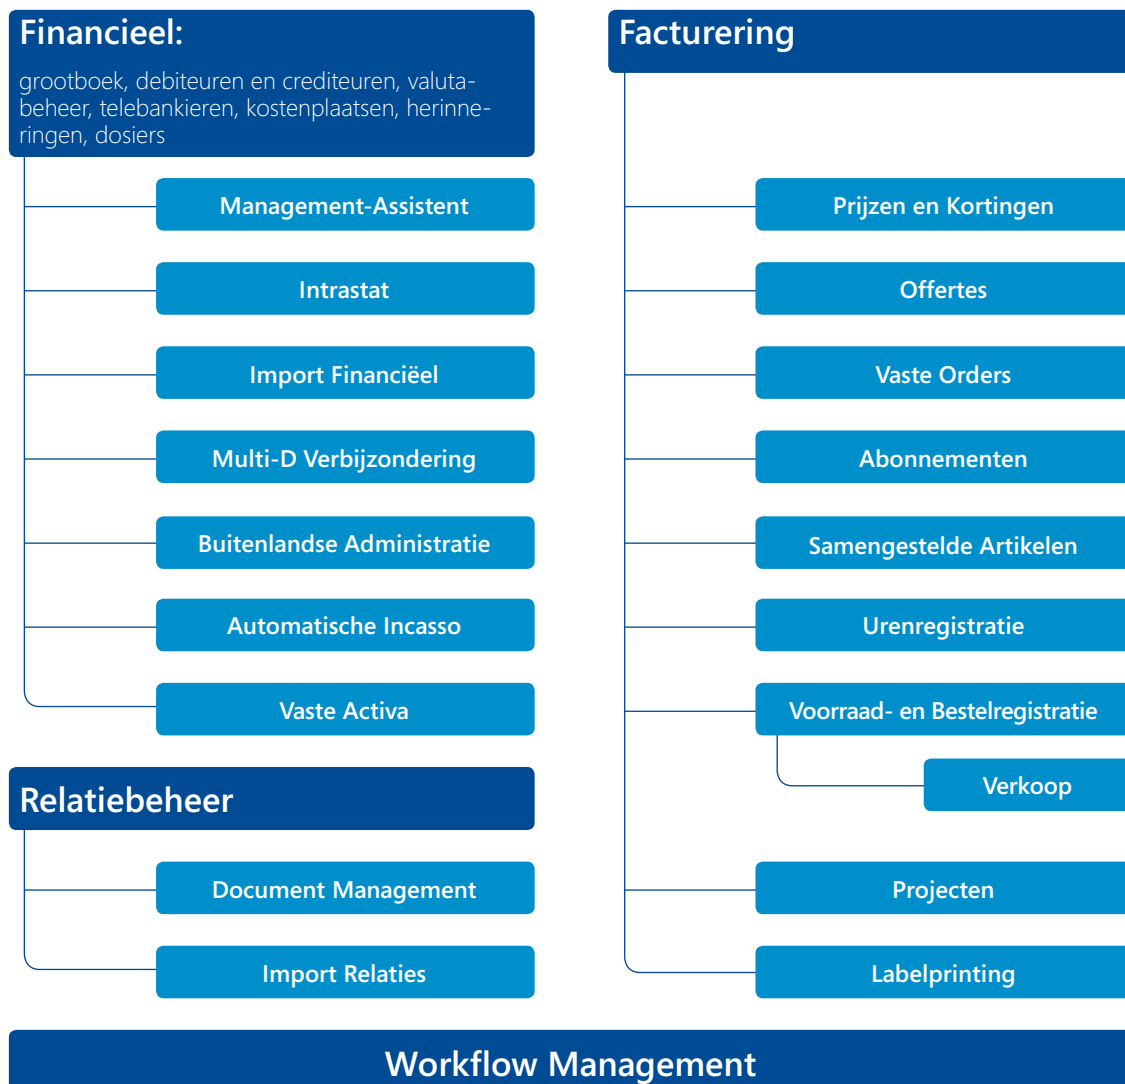 Financieel:
grootboek, debiteuren en crediteuren, valuta-
beheer, telebankieren, kostenplaatsen, herinne-
ringen, dosiers
Management-Assistent
Intrastat
Import Financiëel
Multi-D Verbijzondering
Buitenlandse Administratie
Automatische Incasso
Vaste Activa
Relatiebeheer
Document Management
Import Relaties
Facturering
Prijzen en Kortingen
Offertes
Vaste Orders
Abonnementen
Samengestelde Artikelen
Urenregistratie
Voorraad- en Bestelregistratie
Verkoop
Projecten
Labelprinting
Workflow Management